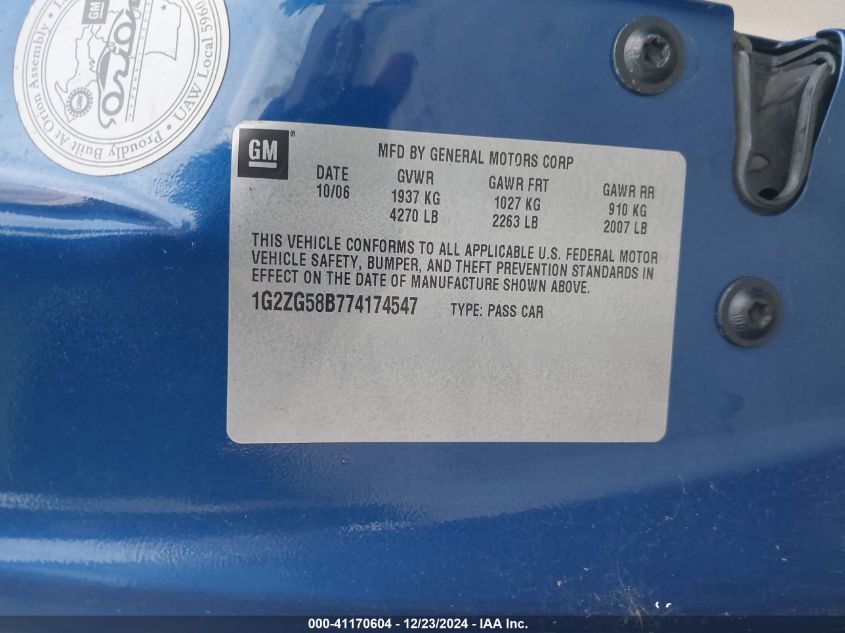 Proudly Built At Orion Assembly
UAW Local 5960
GM
UAW
GM
MFD BY GENERAL MOTORS CORP
DATE GVWR GAWR FRT GAWR RR
10/06 1937 KG 1027 KG 910 KG
4270 LB 2263 LB 2007 LB
THIS VEHICLE CONFORMS TO ALL APPLICABLE U.S. FEDERAL MOTOR
VEHICLE SAFETY, BUMPER, AND THEFT PREVENTION STANDARDS IN
EFFECT ON THE DATE OF MANUFACTURE SHOWN ABOVE.
1G2ZG58B774174547 TYPE: PASS CAR
000-41170604 - 12/23/2024 - IAA Inc.